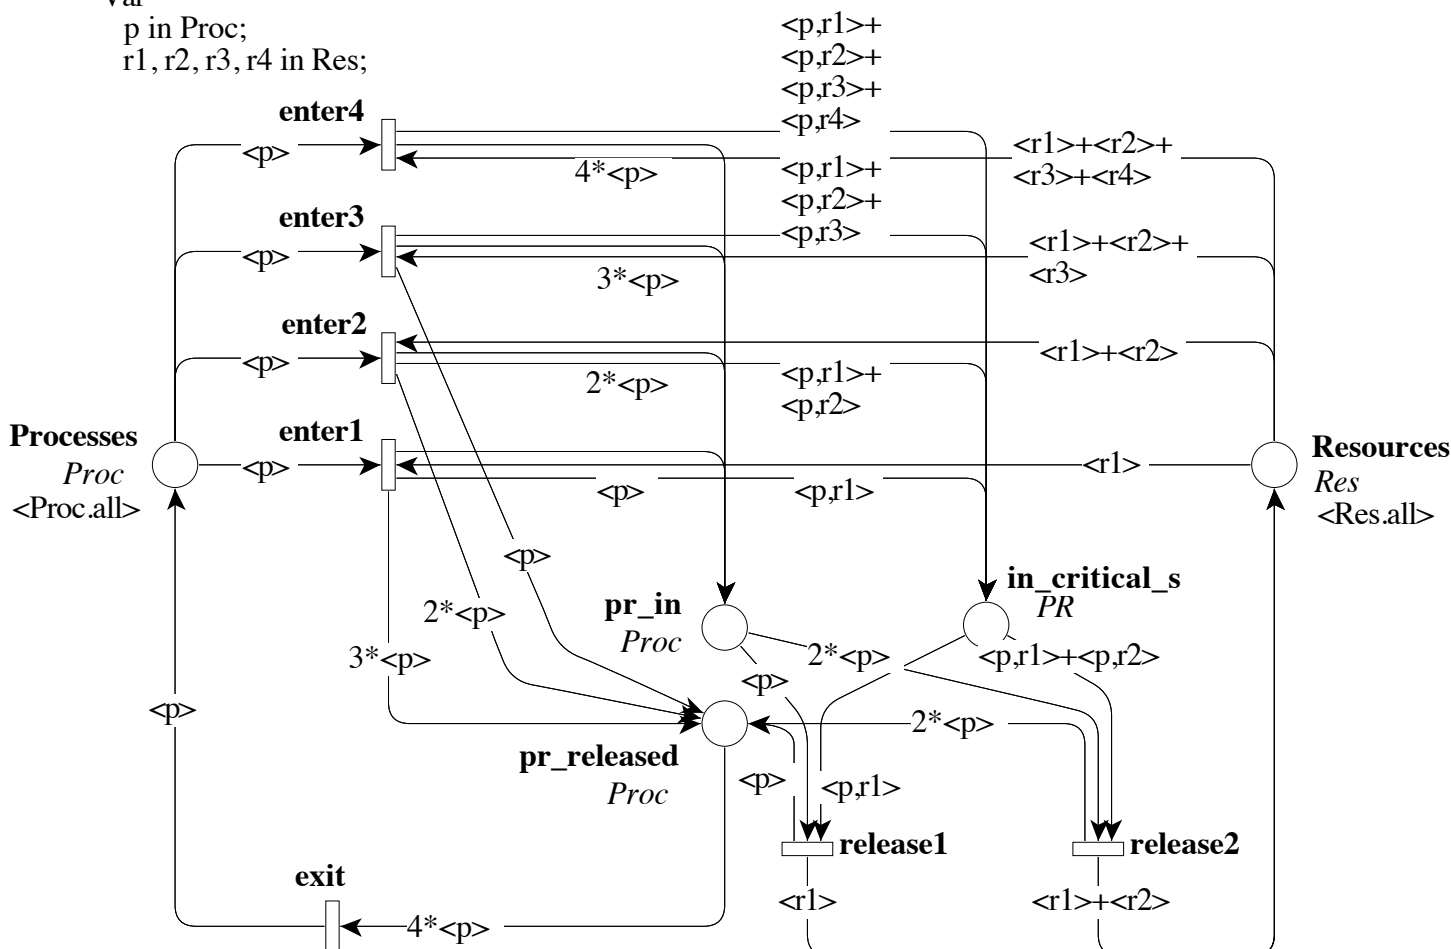 Var
p in Proc;
r1, r2, r3, r4 in Res;
<p,r1>+
<p,r2>+
<p,r3>+
<p,r4>
enter4
<p>
4*<p>
<r1>+<r2>+
<r3>+<r4>
<p,r1>+
<p,r2>+
<p,r3>
enter3
<p>
3*<p>
<r1>+<r2>+
<r3>
enter2
<p>
2*<p>
<p,r1>+
<p,r2>
<r1>+<r2>
enter1
<p>
<p>
<p,r1>
<r1>
Processes
Proc
<Proc.all>
Resources
Res
<Res.all>
<p>
2*<p>
3*<p>
pr_in
Proc
in_critical_s
PR
2*<p>
<p,r1>+<p,r2>
<p>
<p>
2*<p>
pr_released
Proc
<p>
<p,r1>
release1
release2
exit
4*<p>
<r1>
<r1>+<r2>